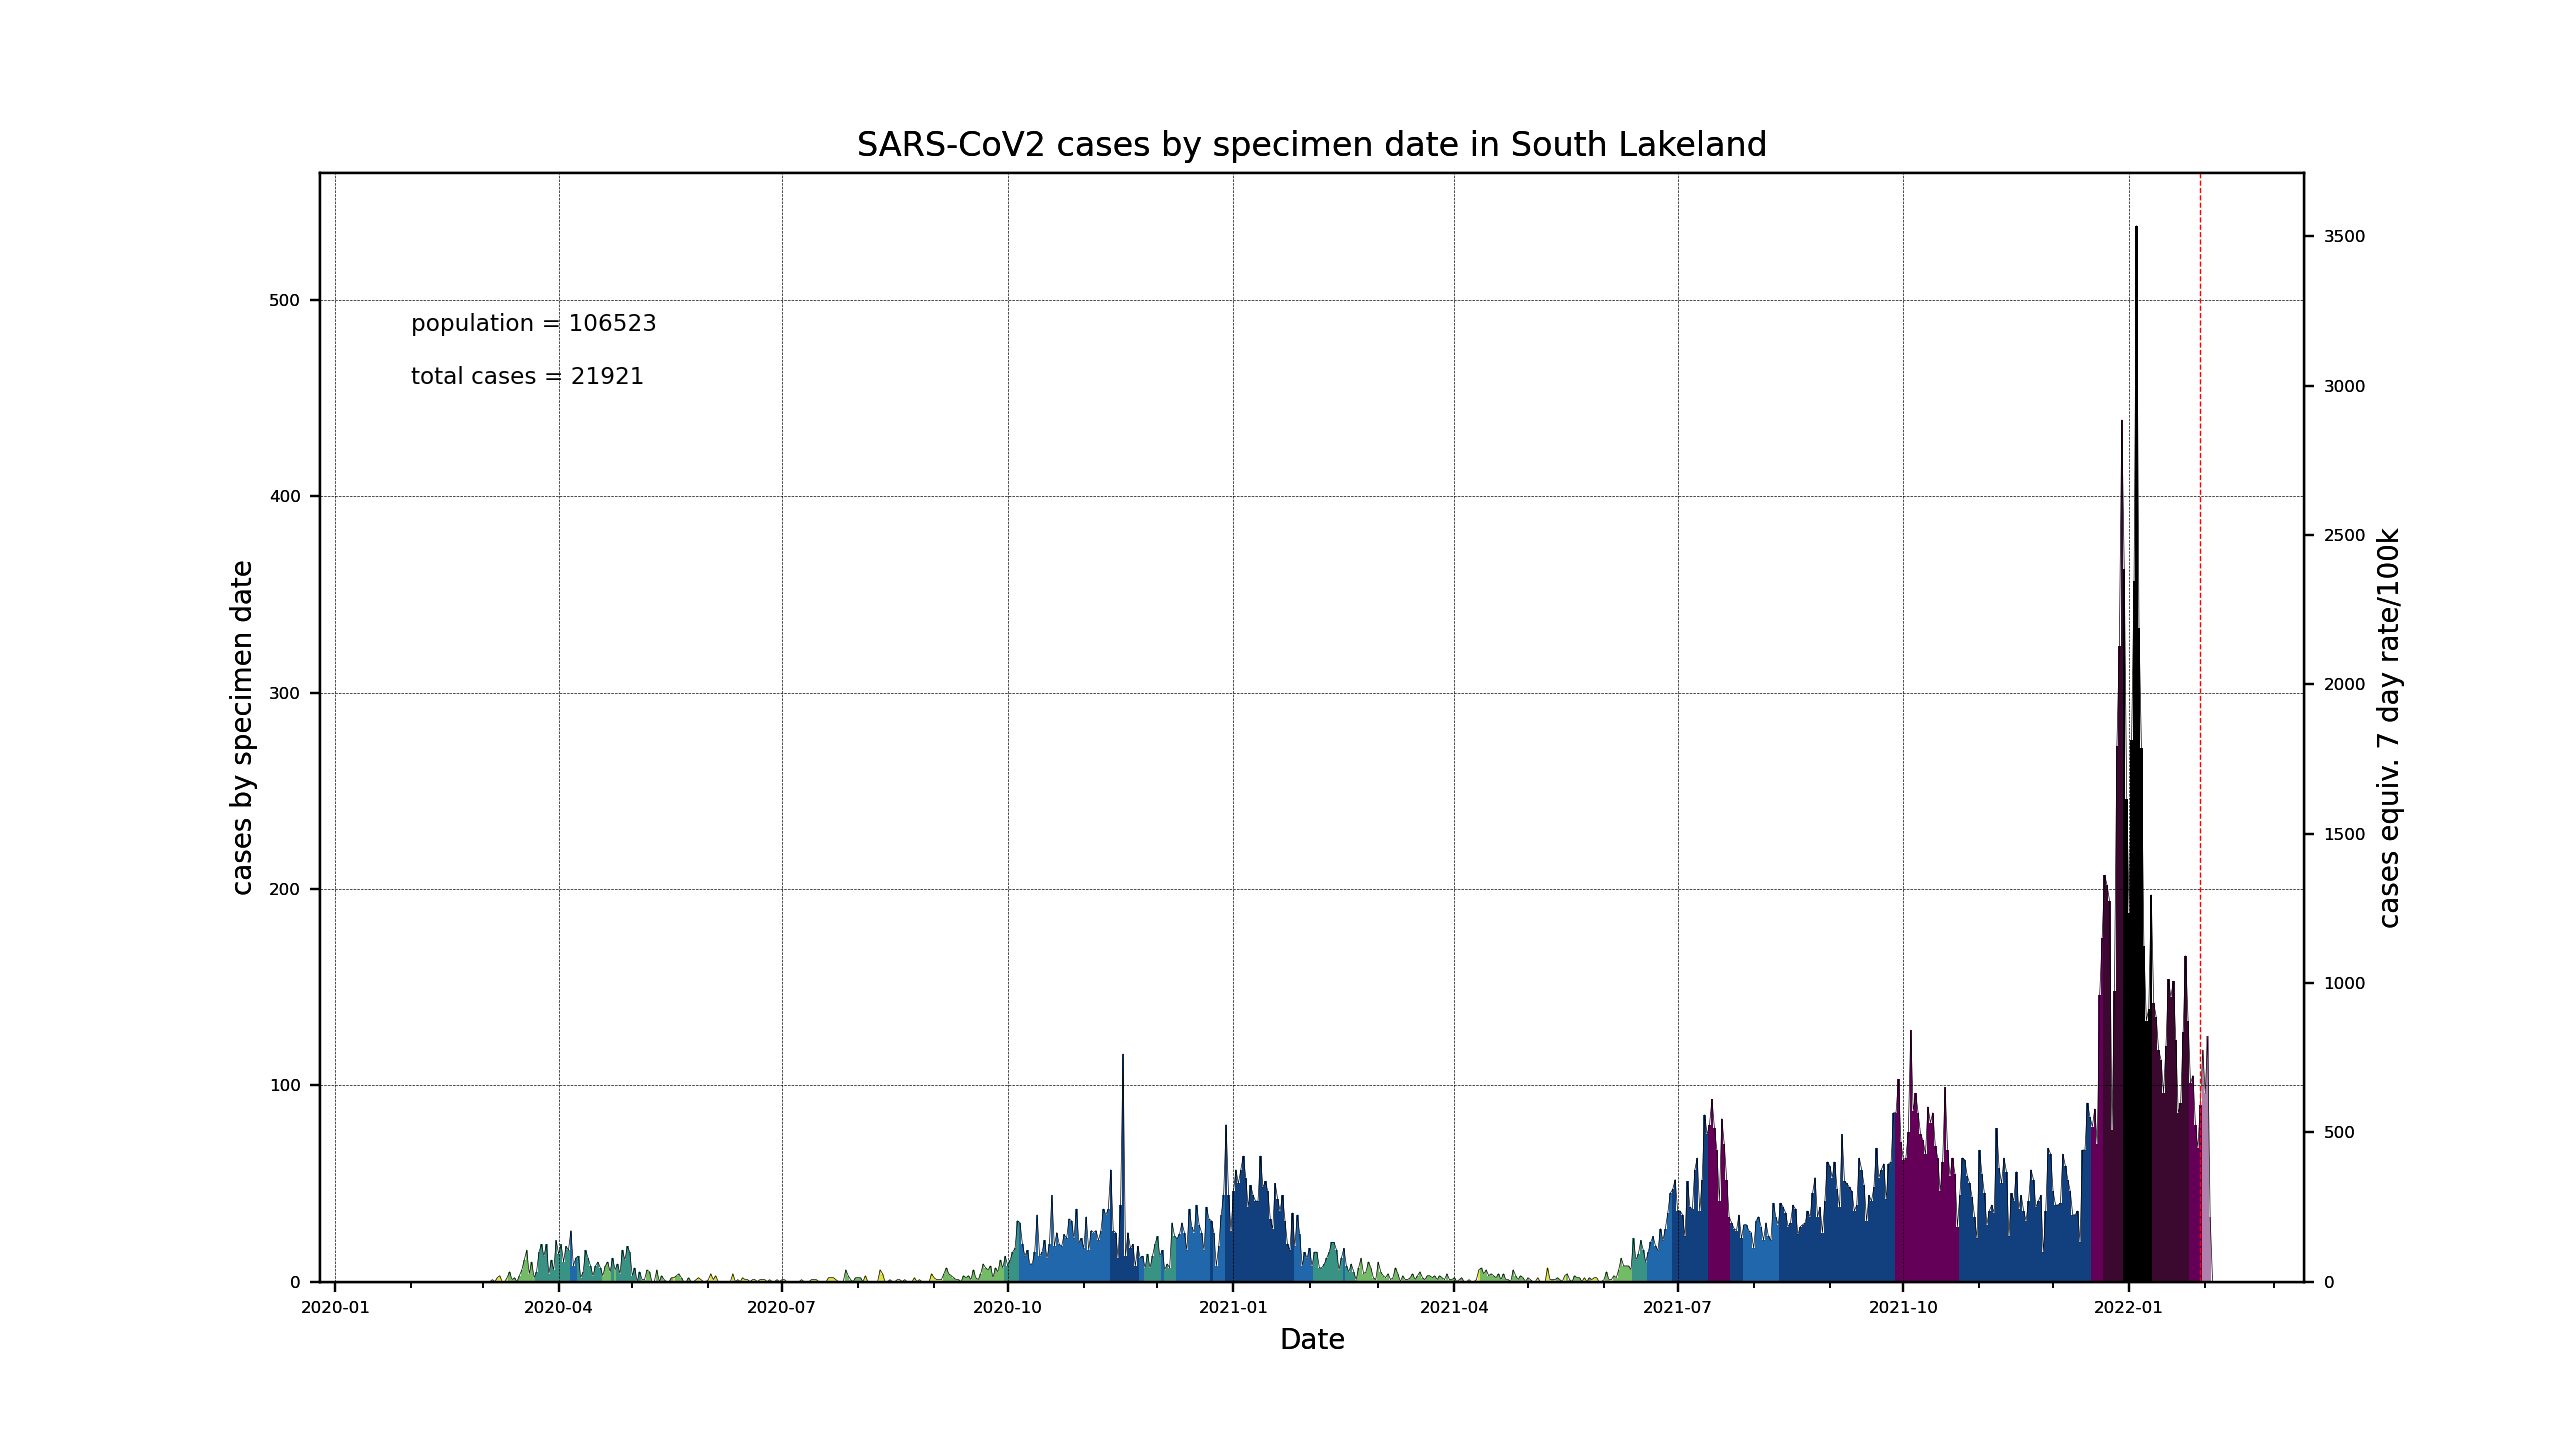 SARS-CoV2 cases by specimen date in South Lakeland
population = 106523
total cases = 21921
cases by specimen date
500
400
300
200
100
0
3500
3000
2500
2000
1500
1000
500
0
cases equiv. 7 day rate/100k
2020-01 2020-04 2020-07 2020-10 2021-01 2021-04 2021-07 2021-10 2022-01
Date